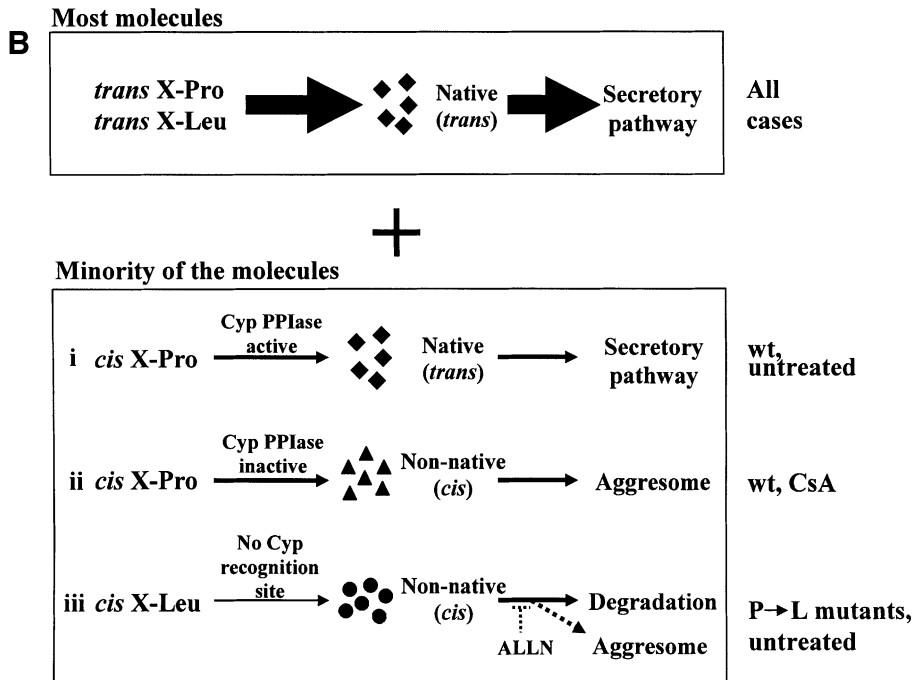 B
Most molecules
trans X-Pro
trans X-Leu
Native
(trans)
Secretory
pathway
All
cases
+
Minority of the molecules
i cis X-Pro
Cyp PPIase
active
Native
(trans)
Secretory
pathway
wt,
untreated
ii cis X-Pro
Cyp PPIase
inactive
Non-native
(cis)
Aggresome
wt, CsA
iii cis X-Leu
No Cyp
recognition
site
Non-native
(cis)
Degradation
ALLN
Aggresome
P→L mutants,
untreated